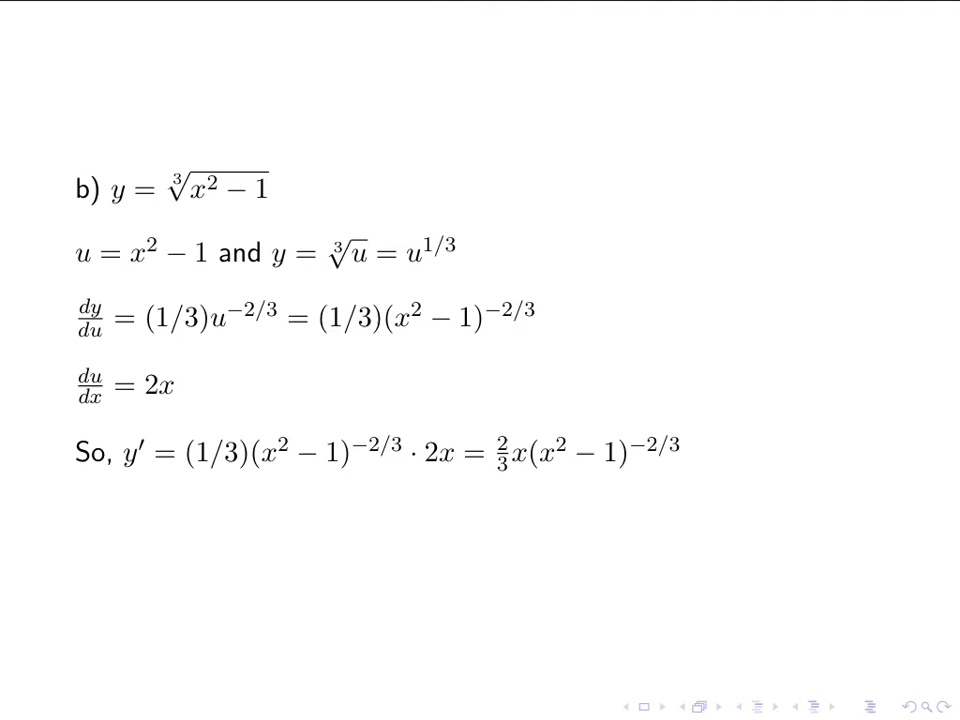 b) y = ∛(x² − 1)
u = x² − 1 and y = ∛u = u^{1/3}
dy/du = (1/3)u^{−2/3} = (1/3)(x² − 1)^{−2/3}
du/dx = 2x
So, y′ = (1/3)(x² − 1)^{−2/3} · 2x = 2/3 x(x² − 1)^{−2/3}